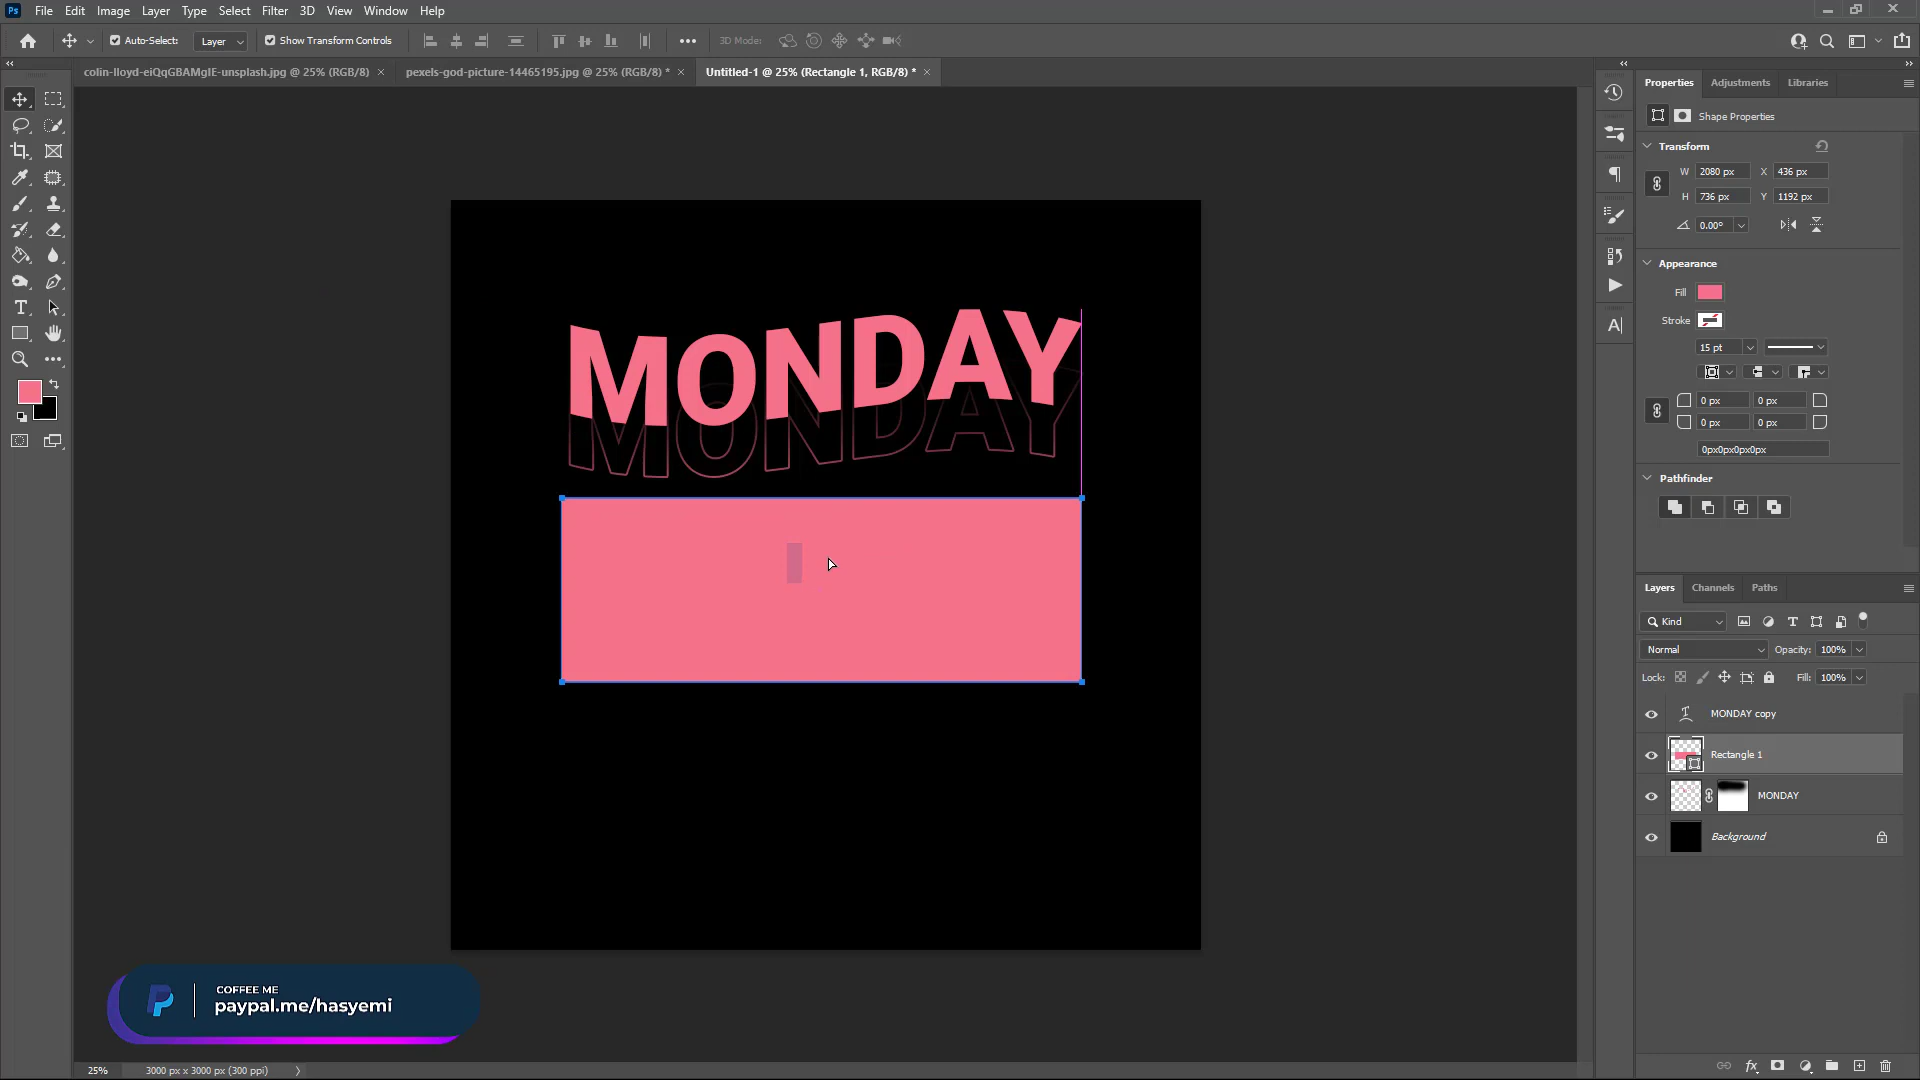 Ps File Edit Image Layer Type Select Filter 3D View Window Help
Auto-Select: Layer Show Transform Controls 3D Mode:
colin-lloyd-eiQqGBAMgIE-unsplash.jpg @ 25% (RGB/8) pexels-god-picture-14465195.jpg @ 25% (RGB/8) * Untitled-1 @ 25% (Rectangle 1, RGB/8) *
Properties Adjustments Libraries
Shape Properties
Transform
W 2080 px X 436 px
H 736 px Y 1192 px
0.00°
Appearance
Fill
Stroke
15 pt
0 px 0 px
0 px 0 px
0px0px0px0px
Pathfinder
MONDAY
MONDAY
Layers Channels Paths
Kind
Normal Opacity: 100%
Lock: Fill: 100%
MONDAY copy
Rectangle 1
MONDAY
Background
COFFEE ME
paypal.me/hasyemi
25% 3000 px x 3000 px (300 ppi)